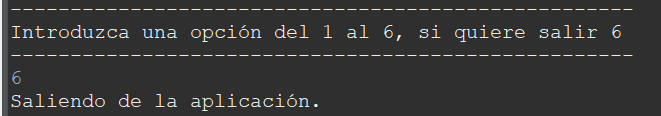 ----------------------------------------------------
Introduzca una opción del 1 al 6, si quiere salir 6
----------------------------------------------------
6
Saliendo de la aplicación.